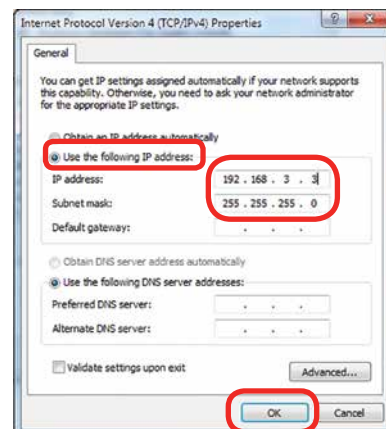 Internet Protocol Version 4 (TCP/IPv4) Properties
General
You can get IP settings assigned automatically if your network supports
this capability. Otherwise, you need to ask your network administrator
for the appropriate IP settings.
Obtain an IP address automatically
Use the following IP address:
IP address: 192 . 168 . 3 . 3
Subnet mask: 255 . 255 . 255 . 0
Default gateway: . . .
Obtain DNS server address automatically
Use the following DNS server addresses:
Preferred DNS server: . . .
Alternate DNS server: . . .
Validate settings upon exit
Advanced...
OK Cancel